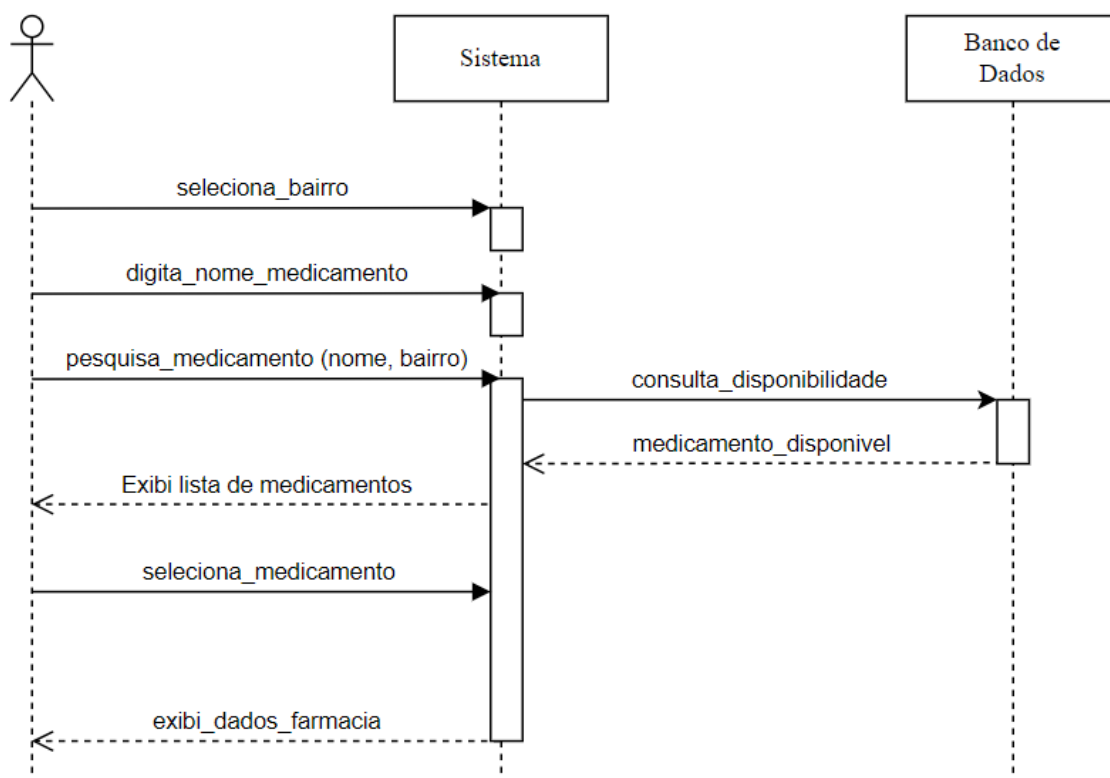 Sistema
Banco de
Dados
seleciona_bairro
digita_nome_medicamento
pesquisa_medicamento (nome, bairro)
consulta_disponibilidade
medicamento_disponivel
Exibi lista de medicamentos
seleciona_medicamento
exibi_dados_farmacia